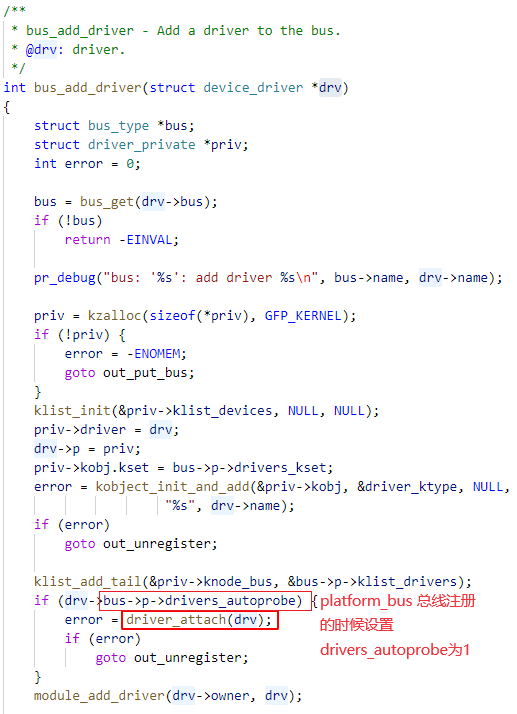 /**
 * bus_add_driver - Add a driver to the bus.
 * @drv: driver.
 */
int bus_add_driver(struct device_driver *drv)
{
    struct bus_type *bus;
    struct driver_private *priv;
    int error = 0;

    bus = bus_get(drv->bus);
    if (!bus)
        return -EINVAL;

    pr_debug("bus: '%s': add driver %s\n", bus->name, drv->name);

    priv = kzalloc(sizeof(*priv), GFP_KERNEL);
    if (!priv) {
        error = -ENOMEM;
        goto out_put_bus;
    }
    klist_init(&priv->klist_devices, NULL, NULL);
    priv->driver = drv;
    drv->p = priv;
    priv->kobj.kset = bus->p->drivers_kset;
    error = kobject_init_and_add(&priv->kobj, &driver_ktype, NULL,
                     "%s", drv->name);
    if (error)
        goto out_unregister;

    klist_add_tail(&priv->knode_bus, &bus->p->klist_drivers);
    if (drv->bus->p->drivers_autoprobe) {
        error = driver_attach(drv);
        if (error)
            goto out_unregister;
    }
    module_add_driver(drv->owner, drv);
platform_bus 总线注册
的时候设置
drivers_autoprobe为1